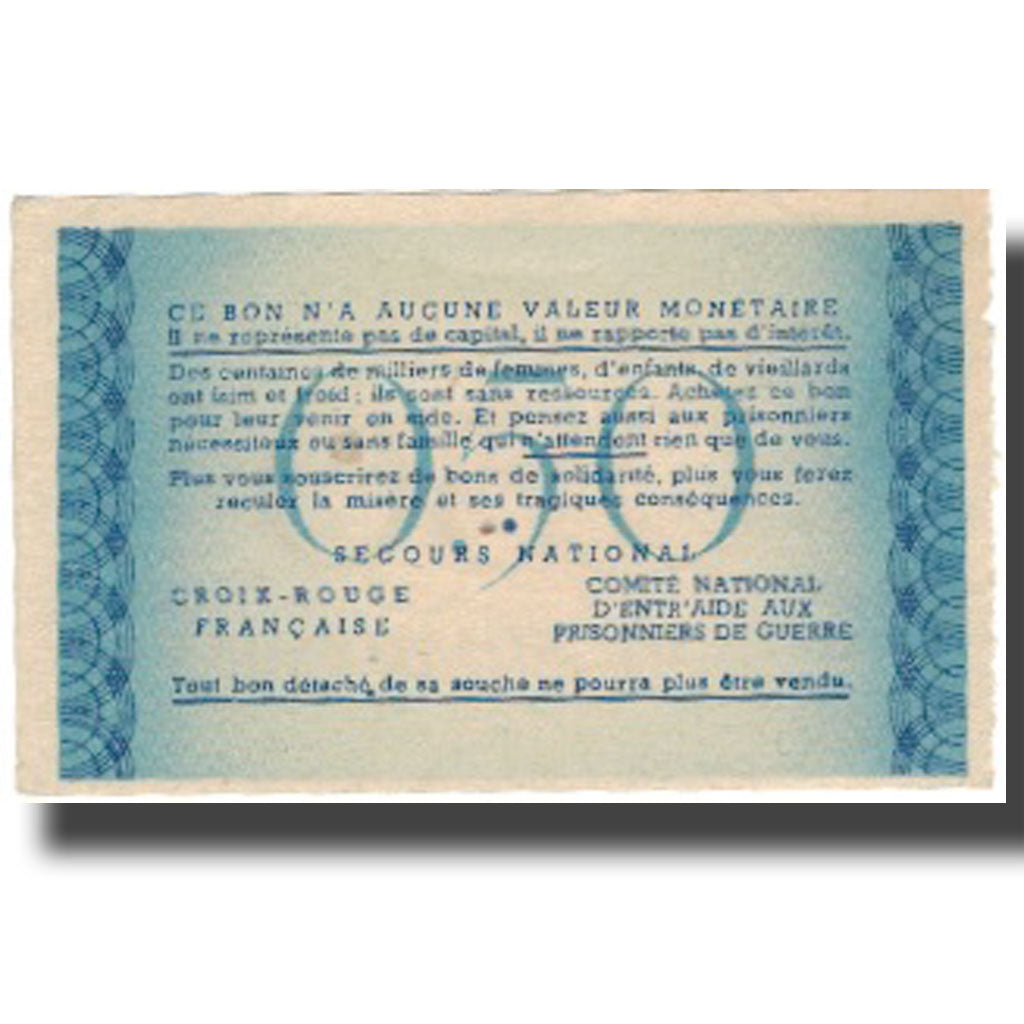 CE BON N'A AUCUNE VALEUR MONÉTAIRE
Il ne représente pas de capital, il ne rapporte pas d'intérêt.
Des centaines de milliers de femmes, d'enfants, de vieillards
ont faim et froid ; ils sont sans ressources. Achetez ce bon
pour leur venir en aide. Et pensez aussi aux prisonniers
nécessiteux ou sans famille qui n'attendent rien que de vous.
Plus vous souscrirez de bons de solidarité, plus vous ferez
reculer la misère et ses tragiques conséquences.
0.50
SECOURS NATIONAL
CROIX-ROUGE
FRANÇAISE
COMITÉ NATIONAL
D'ENTR'AIDE AUX
PRISONNIERS DE GUERRE
Tout bon détaché de sa souche ne pourra plus être vendu.